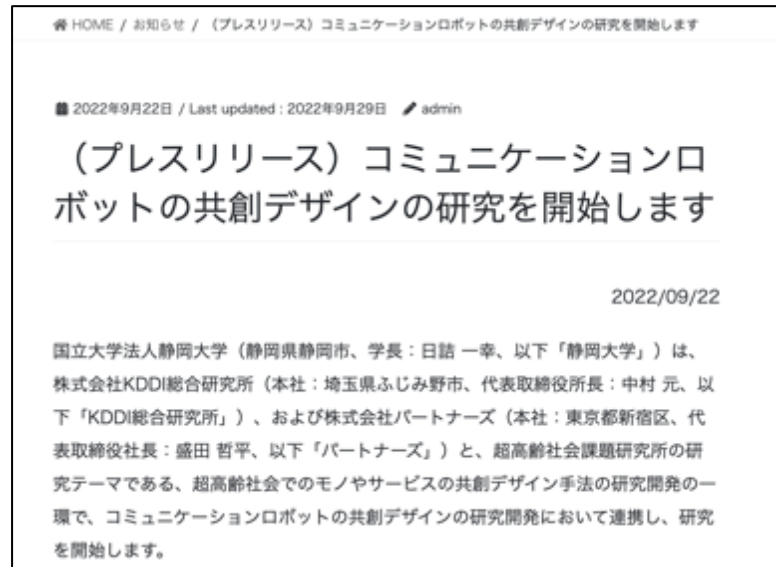 HOME / お知らせ / （プレスリリース）コミュニケーションロボットの共創デザインの研究を開始します
2022年9月22日 / Last updated : 2022年9月29日 admin
（プレスリリース）コミュニケーションロ
ボットの共創デザインの研究を開始します
2022/09/22
国立大学法人静岡大学（静岡県静岡市、学長：日詰 一幸、以下「静岡大学」）は、
株式会社KDDI総合研究所（本社：埼玉県ふじみ野市、代表取締役所長：中村 元、以
下「KDDI総合研究所」）、および株式会社パートナーズ（本社：東京都新宿区、代
表取締役社長：盛田 哲平、以下「パートナーズ」）と、超高齢社会課題研究所の研
究テーマである、超高齢社会でのモノやサービスの共創デザイン手法の研究開発の一
環で、コミュニケーションロボットの共創デザインの研究開発において連携し、研究
を開始します。